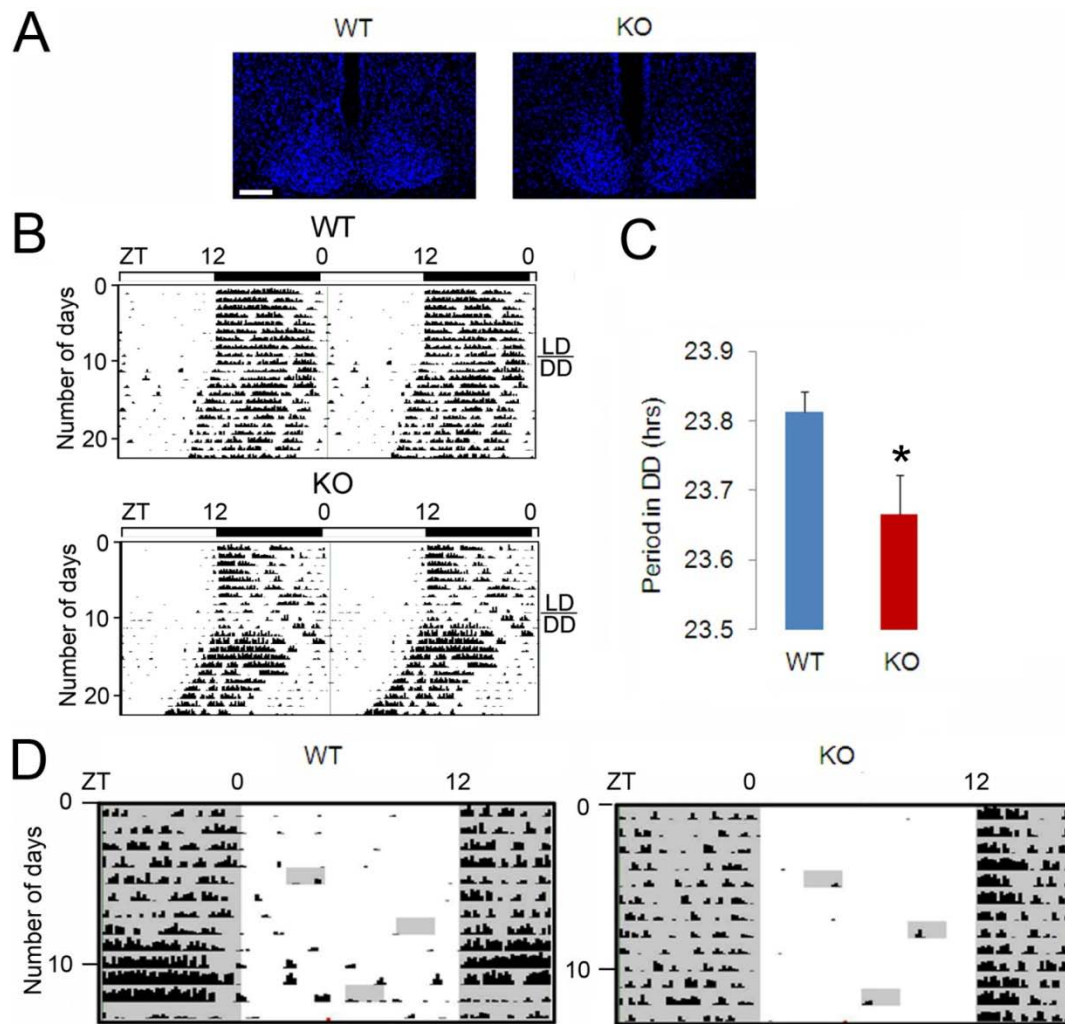 A
WT KO
B
WT
ZT 12 0 12 0
Number of days
0
10
20
LD
DD
KO
ZT 12 0 12 0
Number of days
0
10
20
LD
DD
C
Period in DD (hrs)
23.9
23.8
23.7
23.6
23.5
*
WT KO
D
WT
ZT 0 12
Number of days
0
10
KO
ZT 0 12
Number of days
0
10